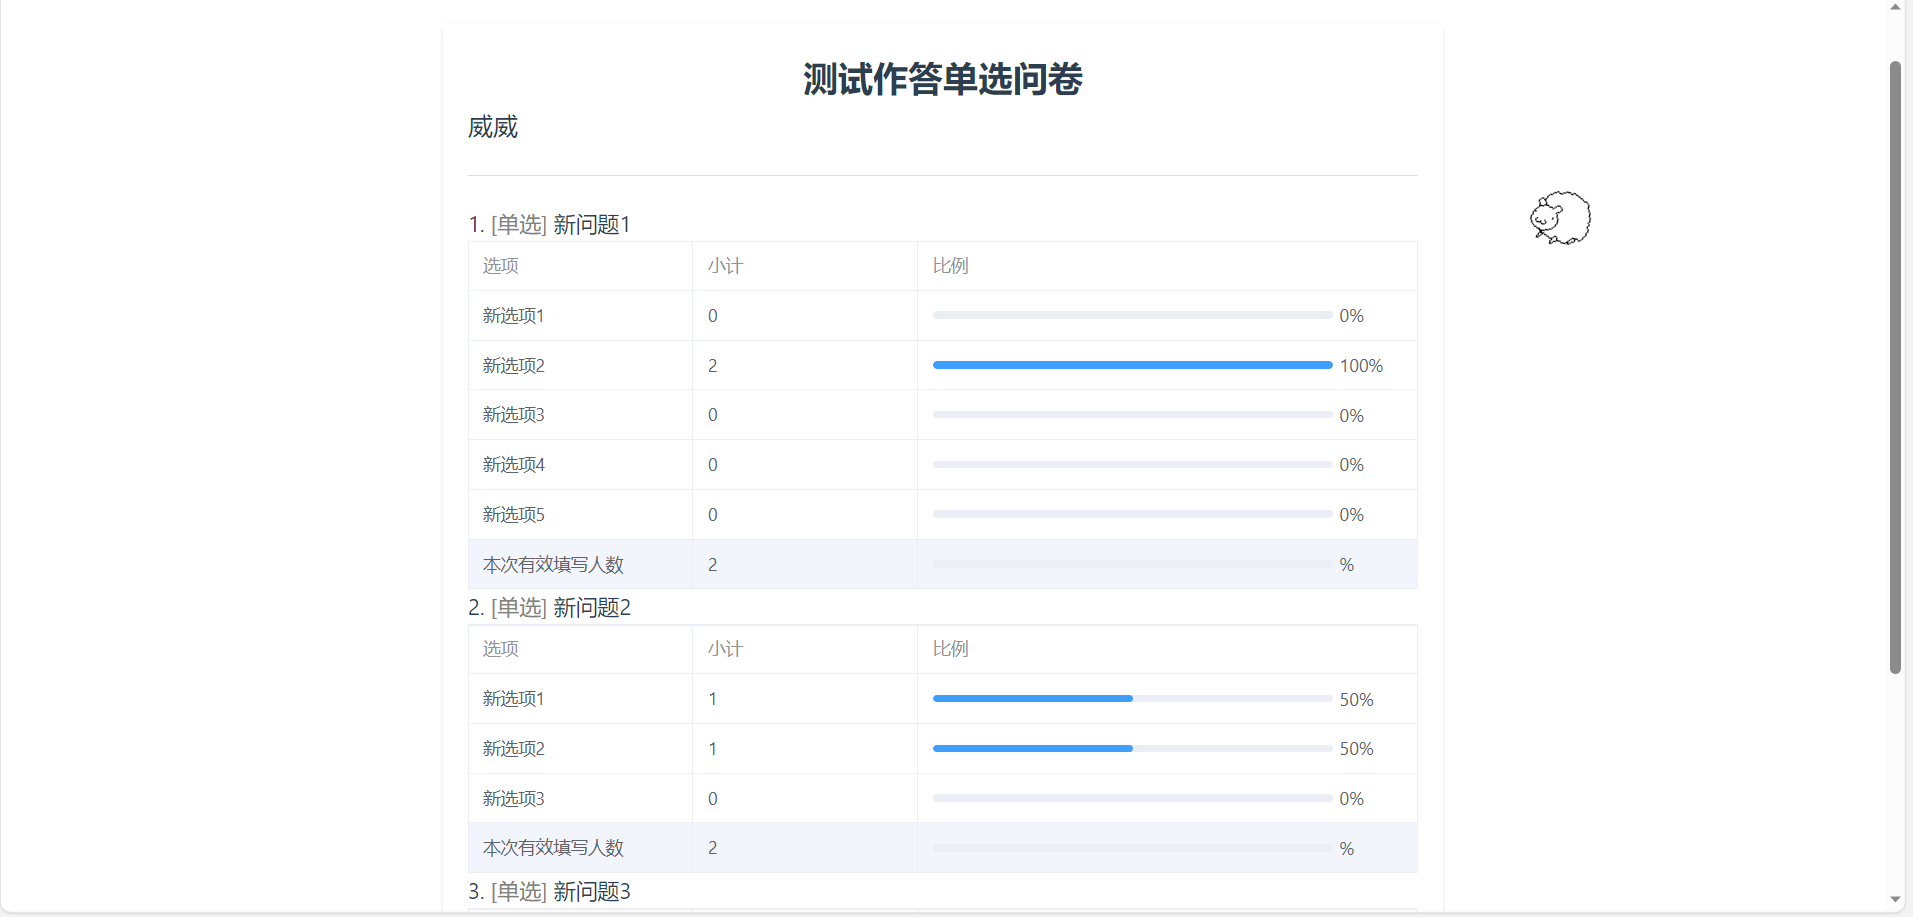 测试作答单选问卷
威威
1. [单选] 新问题1
选项 小计 比例
新选项1 0 0%
新选项2 2 100%
新选项3 0 0%
新选项4 0 0%
新选项5 0 0%
本次有效填写人数 2 %
2. [单选] 新问题2
选项 小计 比例
新选项1 1 50%
新选项2 1 50%
新选项3 0 0%
本次有效填写人数 2 %
3. [单选] 新问题3